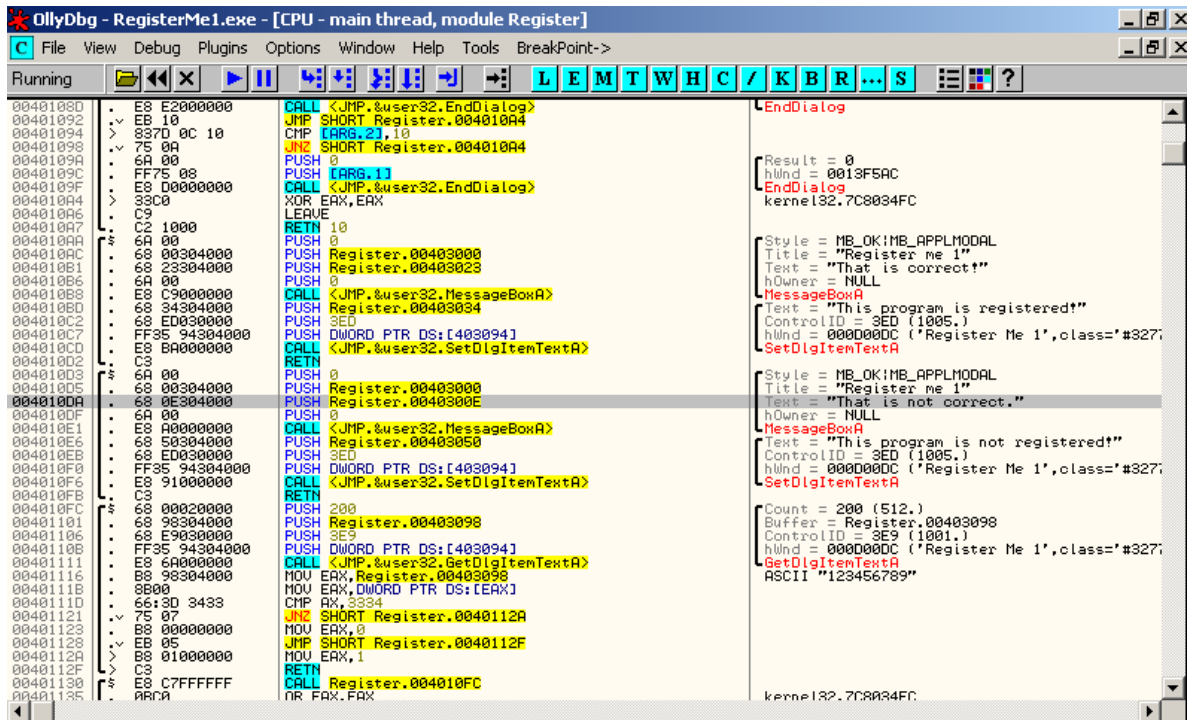 OllyDbg - RegisterMe1.exe - [CPU - main thread, module Register]
C File View Debug Plugins Options Window Help Tools BreakPoint->
Running L E M T W H C / K B R ... S ?
0040108D . E8 E2000000 CALL <JMP.&user32.EndDialog> EndDialog
00401092 .v EB 10 JMP SHORT Register.004010A4
00401094 > 837D 0C 10 CMP [ARG.2],10
00401098 .v 75 0A JNZ SHORT Register.004010A4
0040109A . 6A 00 PUSH 0 Result = 0
0040109C . FF75 08 PUSH [ARG.1] hWnd = 0013F5AC
0040109F . E8 D0000000 CALL <JMP.&user32.EndDialog> EndDialog
004010A4 > 33C0 XOR EAX,EAX kernel32.7C8034FC
004010A6 . C9 LEAVE
004010A7 . C2 1000 RETN 10
004010AA $ 6A 00 PUSH 0 Style = MB_OK|MB_APPLMODAL
004010AC . 68 00304000 PUSH Register.00403000 Title = "Register me 1"
004010B1 . 68 23304000 PUSH Register.00403023 Text = "That is correct!"
004010B6 . 6A 00 PUSH 0 hOwner = NULL
004010B8 . E8 C9000000 CALL <JMP.&user32.MessageBoxA> MessageBoxA
004010BD . 68 34304000 PUSH Register.00403034 Text = "This program is registered!"
004010C2 . 68 ED030000 PUSH 3ED ControlID = 3ED (1005.)
004010C7 . FF35 94304000 PUSH DWORD PTR DS:[403094] hWnd = 000D00DC ('Register Me 1',class='#3277
004010CD . E8 BA000000 CALL <JMP.&user32.SetDlgItemTextA> SetDlgItemTextA
004010D2 . C3 RETN
004010D3 $ 6A 00 PUSH 0 Style = MB_OK|MB_APPLMODAL
004010D5 . 68 00304000 PUSH Register.00403000 Title = "Register me 1"
004010DA . 68 0E304000 PUSH Register.0040300E Text = "That is not correct."
004010DF . 6A 00 PUSH 0 hOwner = NULL
004010E1 . E8 A0000000 CALL <JMP.&user32.MessageBoxA> MessageBoxA
004010E6 . 68 50304000 PUSH Register.00403050 Text = "This program is not registered!"
004010EB . 68 ED030000 PUSH 3ED ControlID = 3ED (1005.)
004010F0 . FF35 94304000 PUSH DWORD PTR DS:[403094] hWnd = 000D00DC ('Register Me 1',class='#3277
004010F6 . E8 91000000 CALL <JMP.&user32.SetDlgItemTextA> SetDlgItemTextA
004010FB . C3 RETN
004010FC $ 68 00020000 PUSH 200 Count = 200 (512.)
00401101 . 68 98304000 PUSH Register.00403098 Buffer = Register.00403098
00401106 . 68 E9030000 PUSH 3E9 ControlID = 3E9 (1001.)
0040110B . FF35 94304000 PUSH DWORD PTR DS:[403094] hWnd = 000D00DC ('Register Me 1',class='#3277
00401111 . E8 6A000000 CALL <JMP.&user32.GetDlgItemTextA> GetDlgItemTextA
00401116 . B8 98304000 MOV EAX,Register.00403098 ASCII "123456789"
0040111B . 8B00 MOV EAX,DWORD PTR DS:[EAX]
0040111D . 66:3D 3433 CMP AX,3334
00401121 .v 75 07 JNZ SHORT Register.0040112A
00401123 . B8 00000000 MOV EAX,0
00401128 .v EB 05 JMP SHORT Register.0040112F
0040112A > B8 01000000 MOV EAX,1
0040112F > C3 RETN
00401130 $ E8 C7FFFFFF CALL Register.004010FC
00401135 . 0BC0 OR EAX,EAX kernel32.7C8034FC